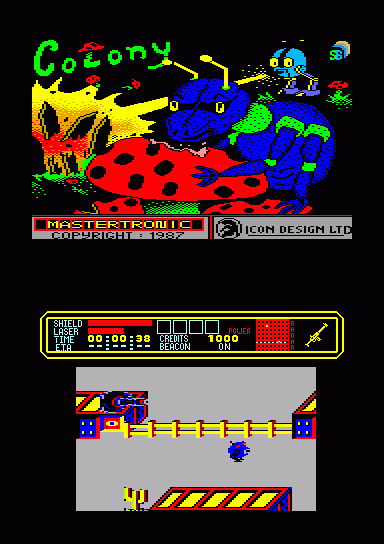 Colony
MASTERTRONIC
COPYRIGHT : 1987
ICON DESIGN LTD
SHIELD
LASER
TIME 00:00:38
ETA
CREDITS 1000
BEACON ON
POWER